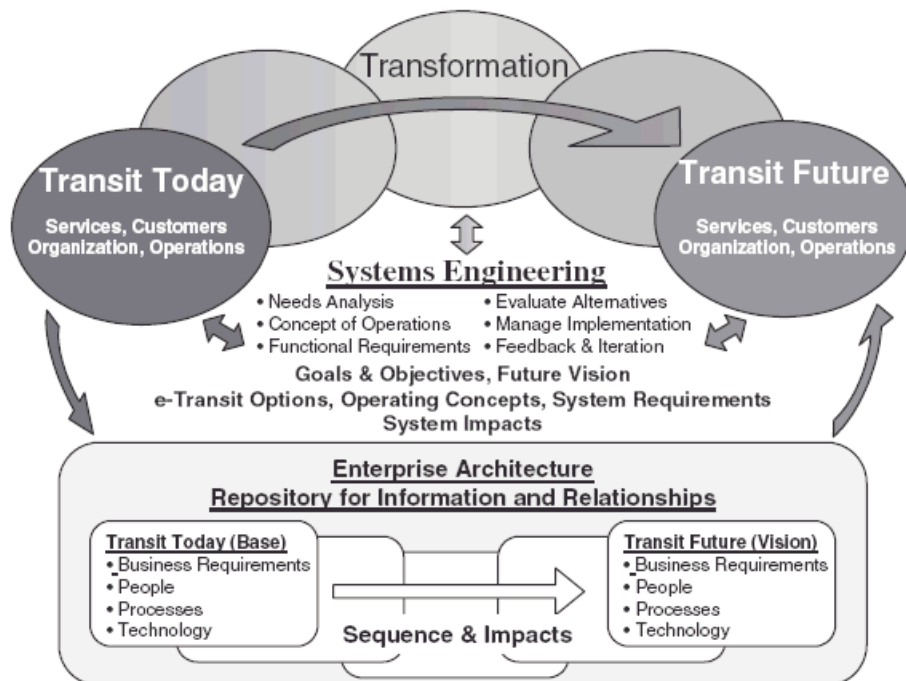 Transformation
Transit Today
Services, Customers
Organization, Operations
Transit Future
Services, Customers
Organization, Operations
Systems Engineering
• Needs Analysis
• Concept of Operations
• Functional Requirements
• Evaluate Alternatives
• Manage Implementation
• Feedback & Iteration
Goals & Objectives, Future Vision
e-Transit Options, Operating Concepts, System Requirements
System Impacts
Enterprise Architecture
Repository for Information and Relationships
Transit Today (Base)
• Business Requirements
• People
• Processes
• Technology
Sequence & Impacts
Transit Future (Vision)
• Business Requirements
• People
• Processes
• Technology